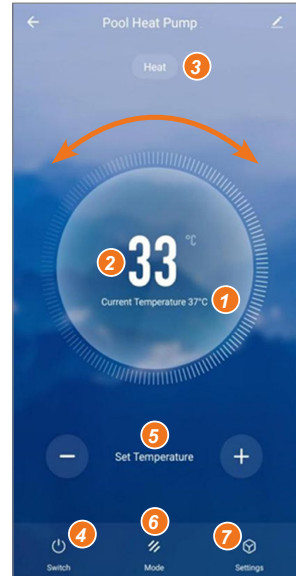 Pool Heat Pump
Heat 3
2 33 °C
Current Temperature 37°C 1
5
Set Temperature
4 6 7
Switch Mode Settings